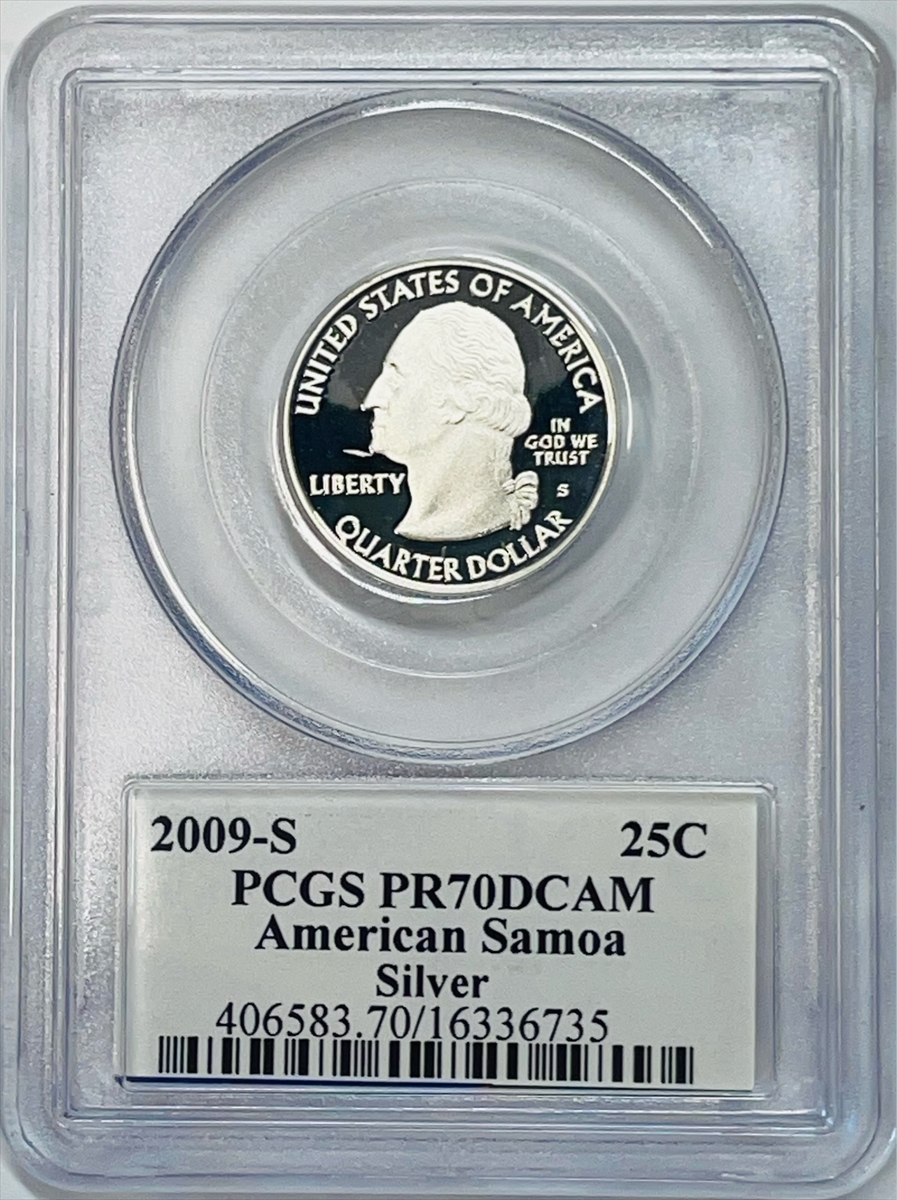 UNITED STATES OF AMERICA
IN
GOD WE
TRUST
LIBERTY
S
QUARTER DOLLAR
2009-S 25C
PCGS PR70DCAM
American Samoa
Silver
406583.70/16336735